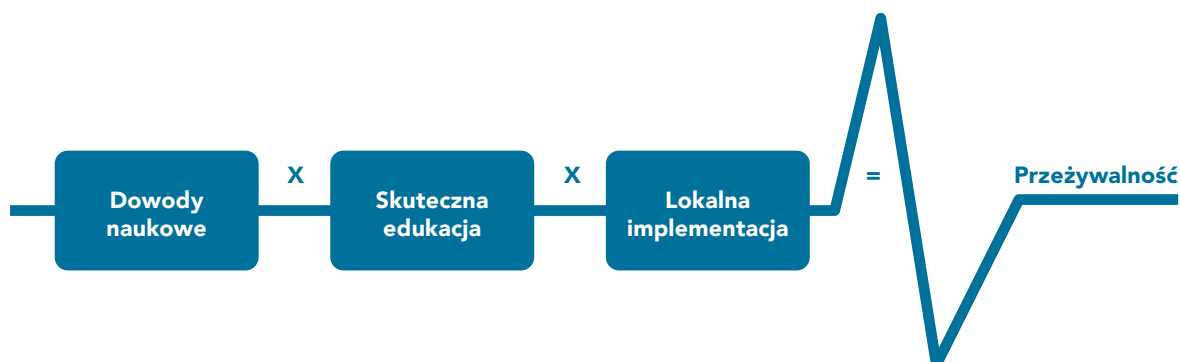 Dowody
naukowe
X
Skuteczna
edukacja
X
Lokalna
implementacja
=
Przeżywalność